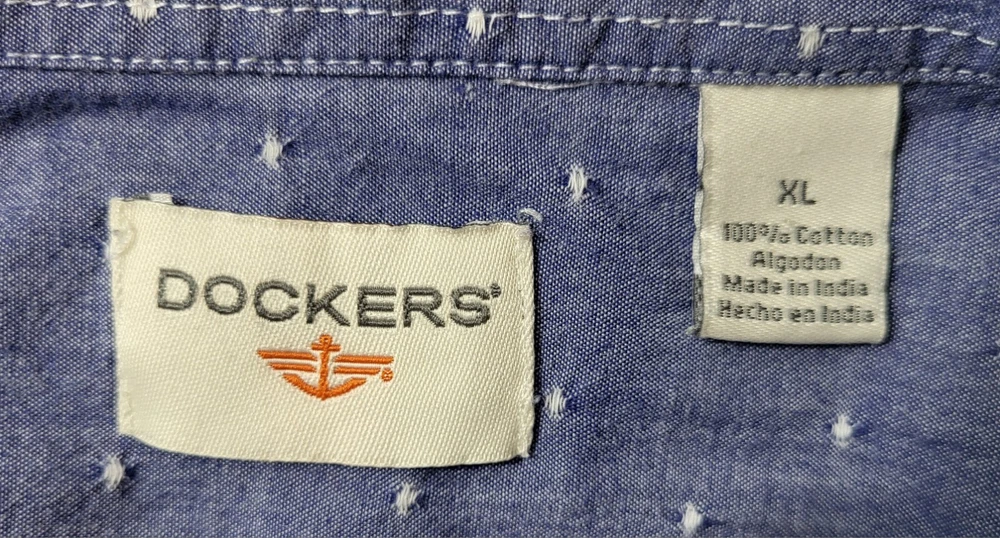 DOCKERS®
XL
100% Cotton
Algodon
Made in India
Hecho en India